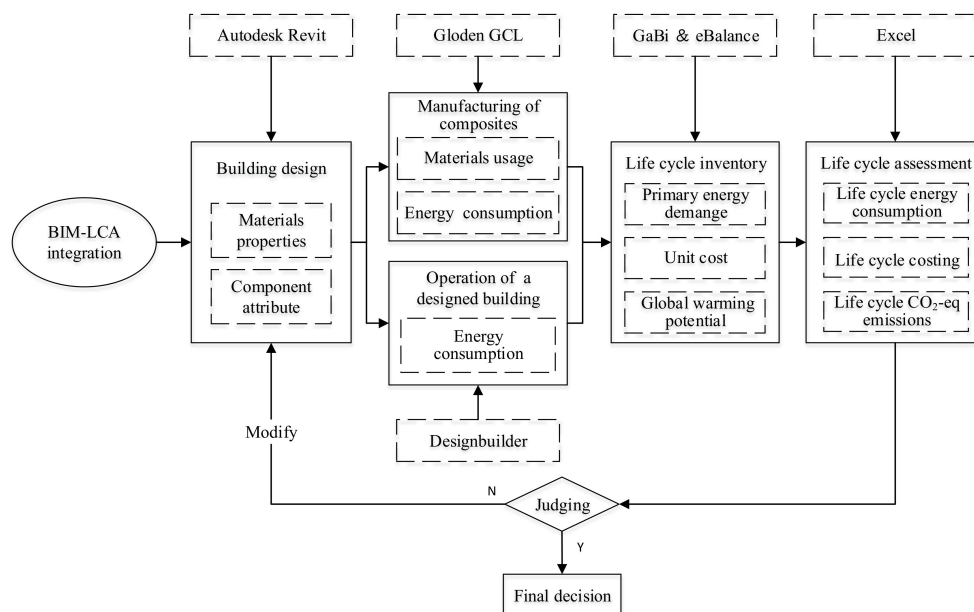 Autodesk Revit
Gloden GCL
GaBi & eBalance
Excel
BIM-LCA
integration
Building design
Materials
properties
Component
attribute
Manufacturing of
composites
Materials usage
Energy consumption
Operation of a
designed building
Energy
consumption
Designbuilder
Life cycle inventory
Primary energy
demange
Unit cost
Global warming
potential
Life cycle assessment
Life cycle energy
consumption
Life cycle costing
Life cycle CO₂-eq
emissions
Modify
N
Judging
Y
Final decision